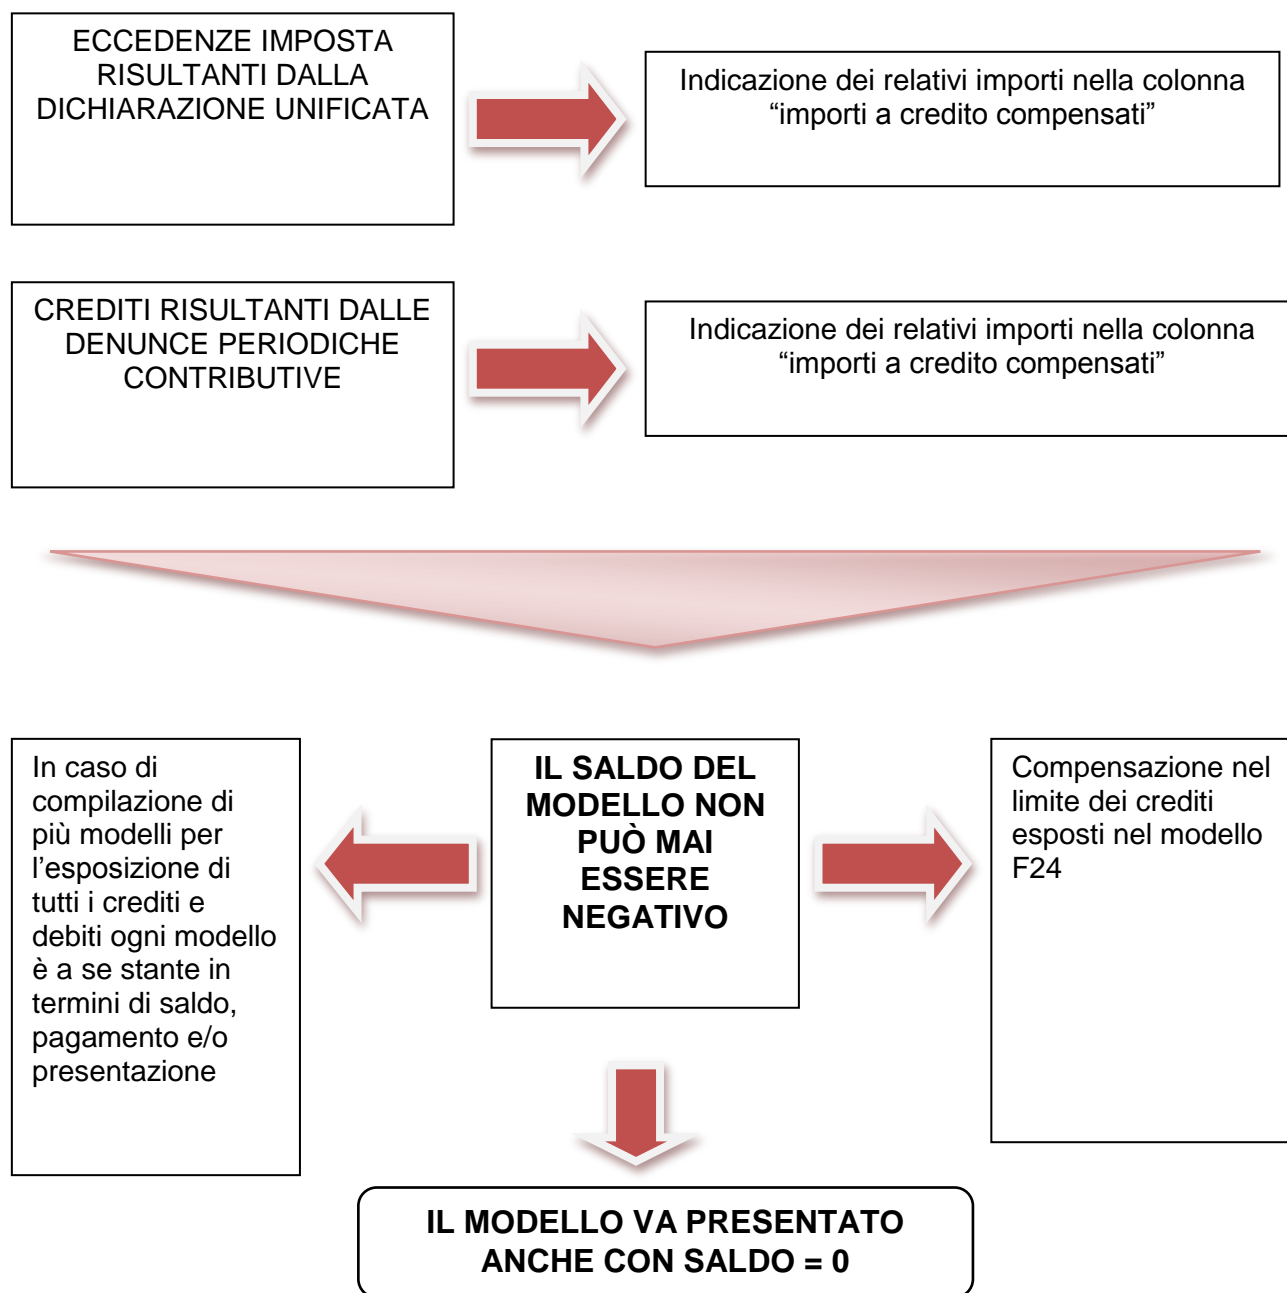 ECCEDENZE IMPOSTA
RISULTANTI DALLA
DICHIARAZIONE UNIFICATA
Indicazione dei relativi importi nella colonna
“importi a credito compensati”
CREDITI RISULTANTI DALLE
DENUNCE PERIODICHE
CONTRIBUTIVE
Indicazione dei relativi importi nella colonna
“importi a credito compensati”
In caso di
compilazione di
più modelli per
l’esposizione di
tutti i crediti e
debiti ogni modello
è a se stante in
termini di saldo,
pagamento e/o
presentazione
IL SALDO DEL
MODELLO NON
PUÒ MAI
ESSERE
NEGATIVO
Compensazione nel
limite dei crediti
esposti nel modello
F24
IL MODELLO VA PRESENTATO
ANCHE CON SALDO = 0